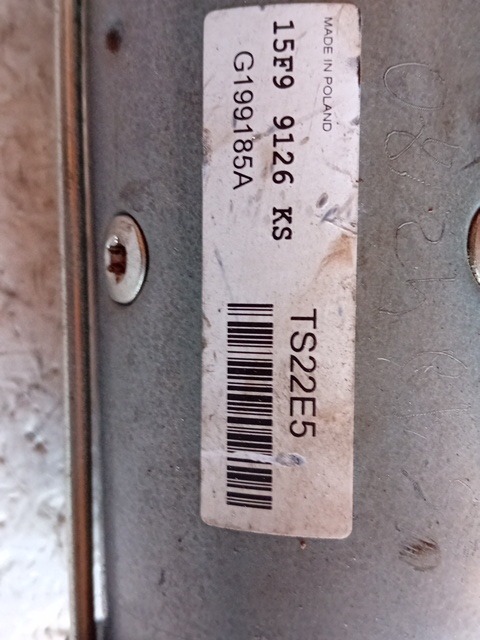 MADE IN POLAND
15F9 9126 KS
G199185A
TS22E5